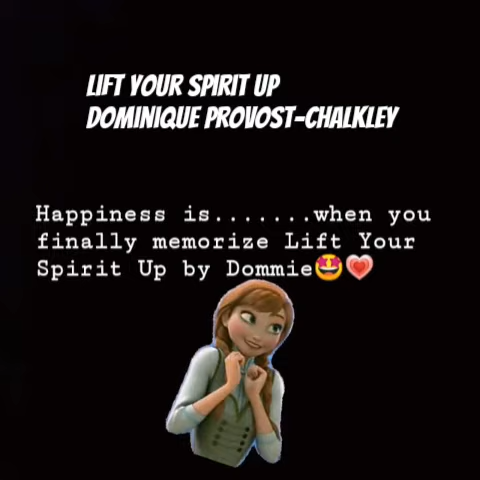 LIFT YOUR SPIRIT UP
DOMINIQUE PROVOST-CHALKLEY
Happiness is.......when you
finally memorize Lift Your
Spirit Up by Dommie🤩💗